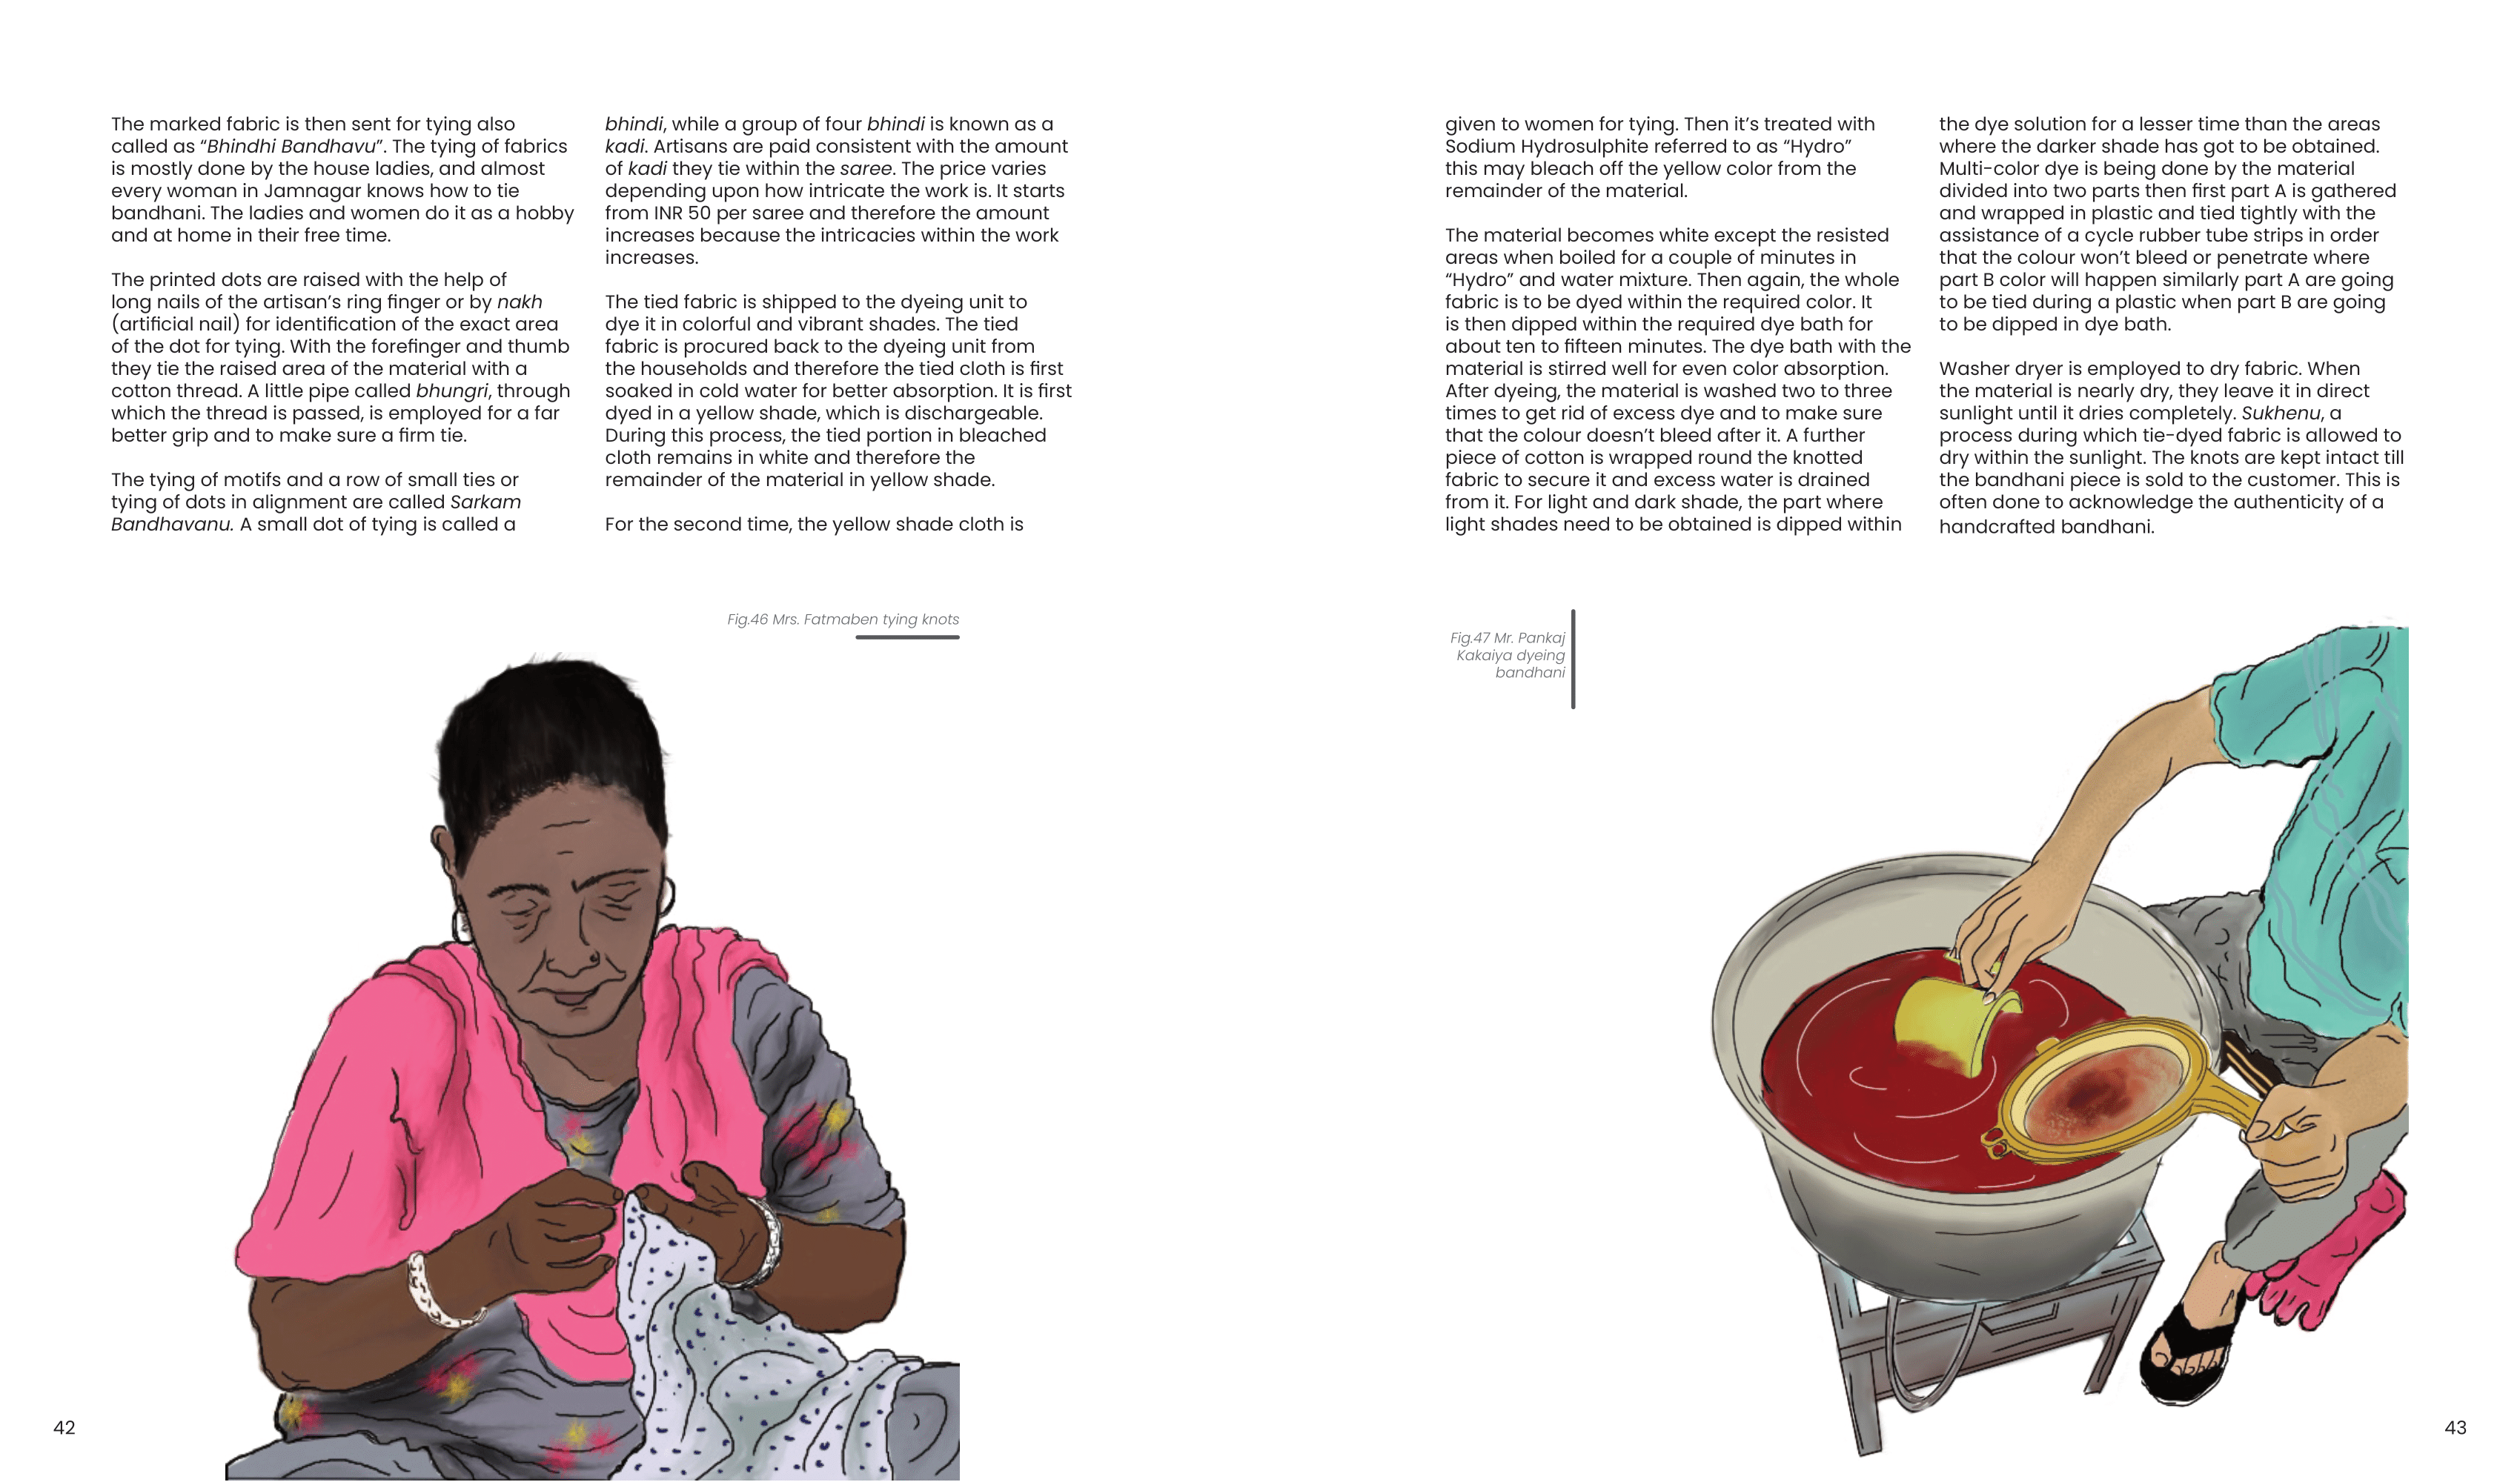 The marked fabric is then sent for tying also
called as “Bhindhi Bandhavu”. The tying of fabrics
is mostly done by the house ladies, and almost
every woman in Jamnagar knows how to tie
bandhani. The ladies and women do it as a hobby
and at home in their free time.
The printed dots are raised with the help of
long nails of the artisan’s ring finger or by nakh
(artificial nail) for identification of the exact area
of the dot for tying. With the forefinger and thumb
they tie the raised area of the material with a
cotton thread. A little pipe called bhungri, through
which the thread is passed, is employed for a far
better grip and to make sure a firm tie.
The tying of motifs and a row of small ties or
tying of dots in alignment are called Sarkam
Bandhavanu. A small dot of tying is called a
bhindi, while a group of four bhindi is known as a
kadi. Artisans are paid consistent with the amount
of kadi they tie within the saree. The price varies
depending upon how intricate the work is. It starts
from INR 50 per saree and therefore the amount
increases because the intricacies within the work
increases.
The tied fabric is shipped to the dyeing unit to
dye it in colorful and vibrant shades. The tied
fabric is procured back to the dyeing unit from
the households and therefore the tied cloth is first
soaked in cold water for better absorption. It is first
dyed in a yellow shade, which is dischargeable.
During this process, the tied portion in bleached
cloth remains in white and therefore the
remainder of the material in yellow shade.
For the second time, the yellow shade cloth is
Fig.46 Mrs. Fatmaben tying knots
42
given to women for tying. Then it’s treated with
Sodium Hydrosulphite referred to as “Hydro”
this may bleach off the yellow color from the
remainder of the material.
The material becomes white except the resisted
areas when boiled for a couple of minutes in
“Hydro” and water mixture. Then again, the whole
fabric is to be dyed within the required color. It
is then dipped within the required dye bath for
about ten to fifteen minutes. The dye bath with the
material is stirred well for even color absorption.
After dyeing, the material is washed two to three
times to get rid of excess dye and to make sure
that the colour doesn’t bleed after it. A further
piece of cotton is wrapped round the knotted
fabric to secure it and excess water is drained
from it. For light and dark shade, the part where
light shades need to be obtained is dipped within
the dye solution for a lesser time than the areas
where the darker shade has got to be obtained.
Multi-color dye is being done by the material
divided into two parts then first part A is gathered
and wrapped in plastic and tied tightly with the
assistance of a cycle rubber tube strips in order
that the colour won’t bleed or penetrate where
part B color will happen similarly part A are going
to be tied during a plastic when part B are going
to be dipped in dye bath.
Washer dryer is employed to dry fabric. When
the material is nearly dry, they leave it in direct
sunlight until it dries completely. Sukhenu, a
process during which tie-dyed fabric is allowed to
dry within the sunlight. The knots are kept intact till
the bandhani piece is sold to the customer. This is
often done to acknowledge the authenticity of a
handcrafted bandhani.
Fig.47 Mr. Pankaj
Kakaiya dyeing
bandhani
43